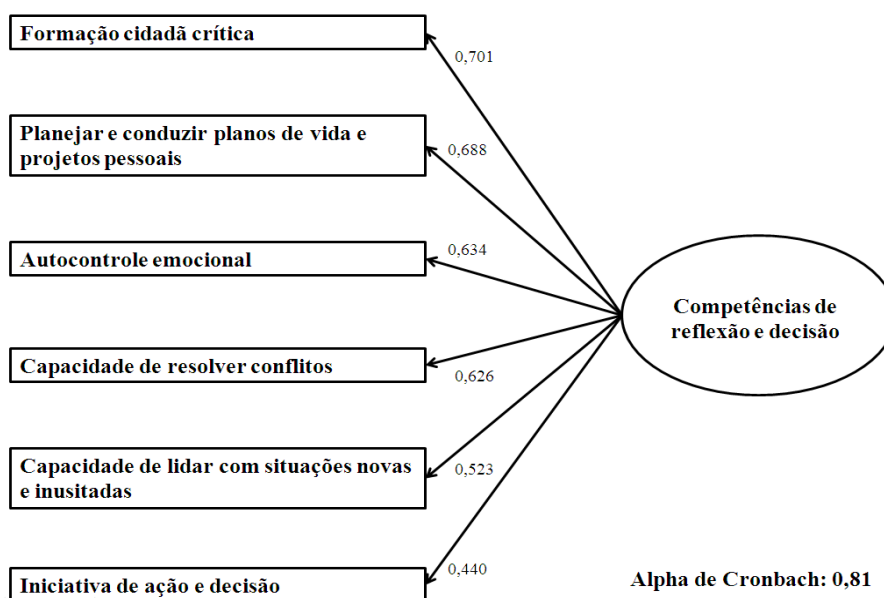 Formação cidadã crítica
0,701
Planejar e conduzir planos de vida e
projetos pessoais
0,688
Autocontrole emocional
0,634
Competências de
reflexão e decisão
Capacidade de resolver conflitos
0,626
Capacidade de lidar com situações novas
e inusitadas
0,523
Iniciativa de ação e decisão
0,440
Alpha de Cronbach: 0,81